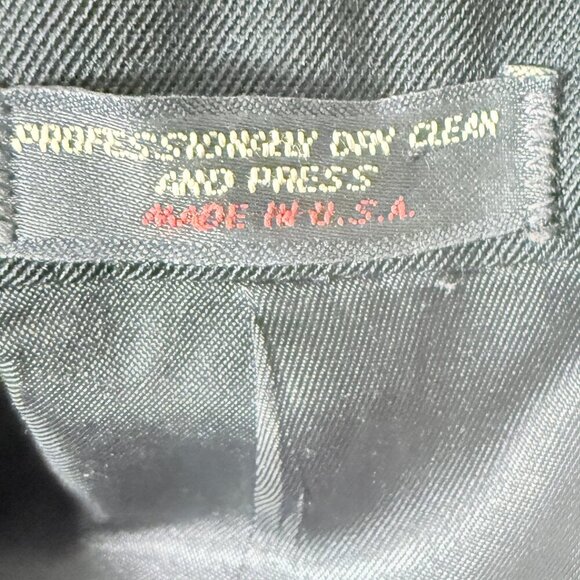 PROFESSIONALLY DRY CLEAN
AND PRESS
MADE IN U.S.A.